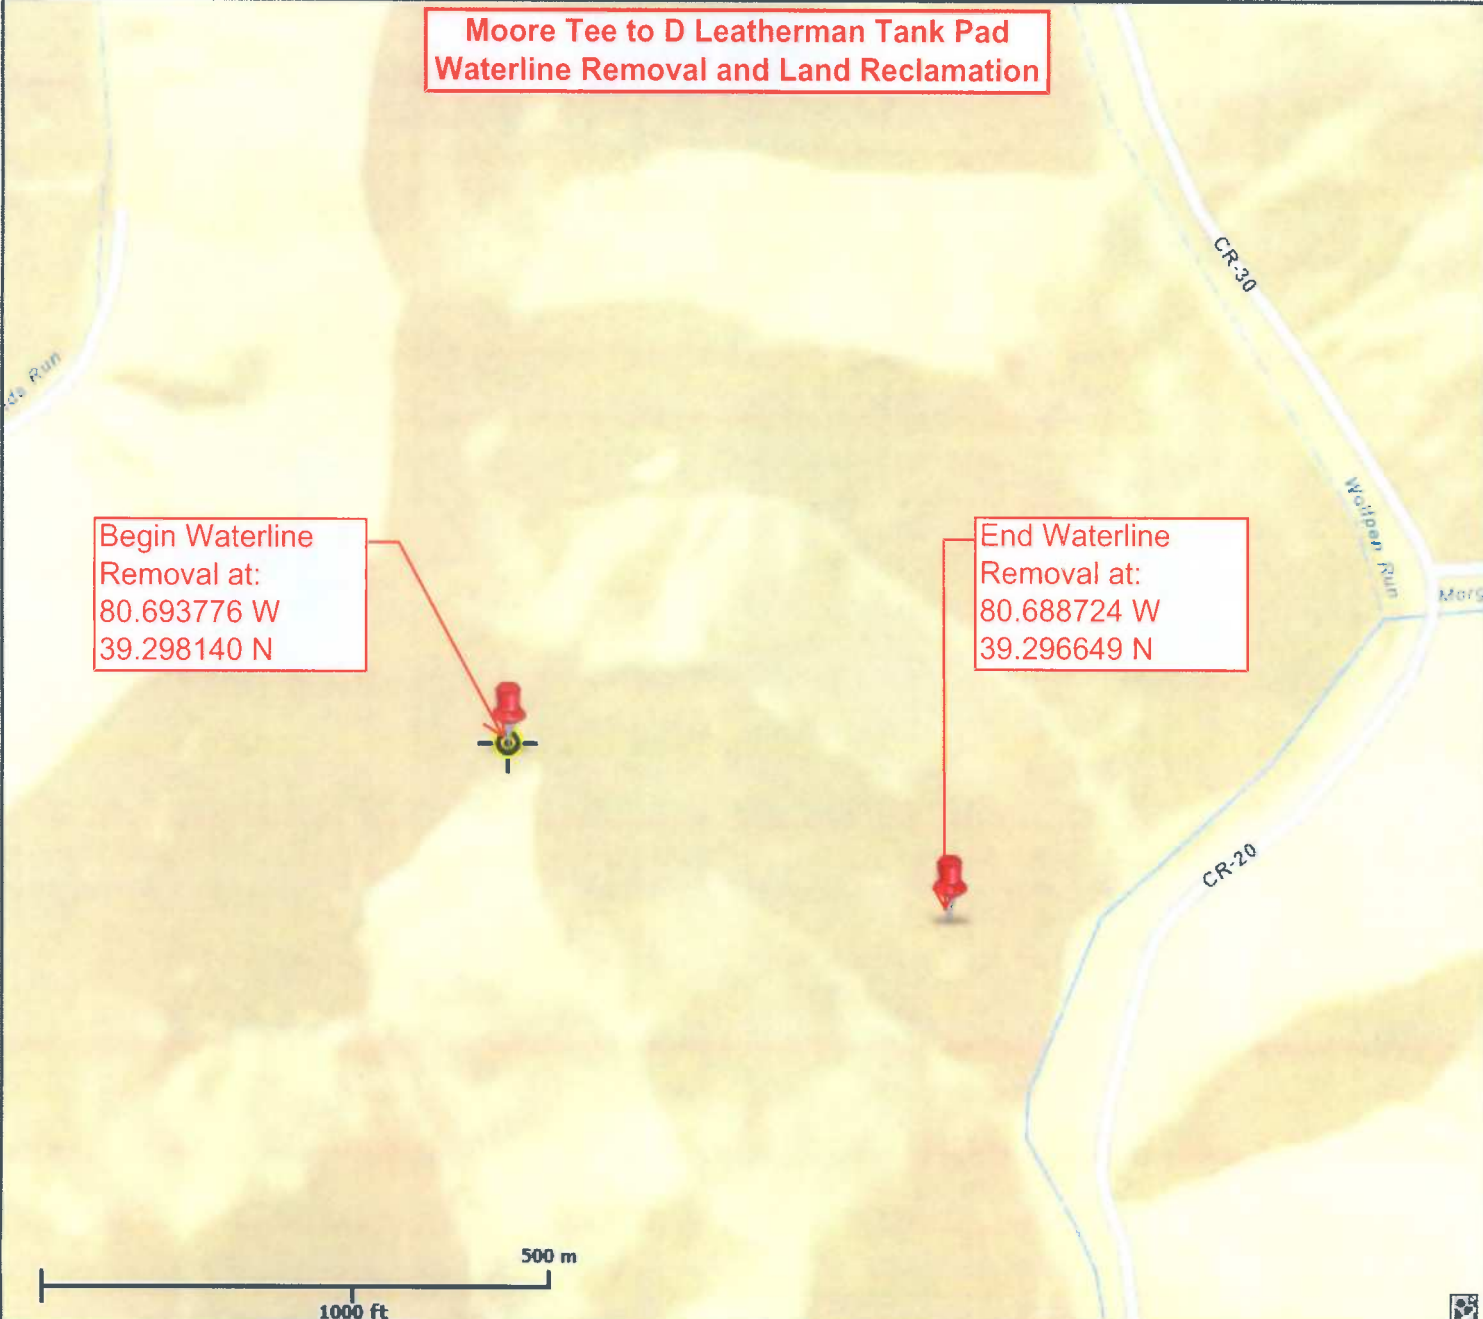 Moore Tee to D Leatherman Tank Pad
Waterline Removal and Land Reclamation
CR-30
Run
Wolfpen Run
Begin Waterline
Removal at:
80.693776 W
39.298140 N
End Waterline
Removal at:
80.688724 W
39.296649 N
CR-20
500 m
1000 ft